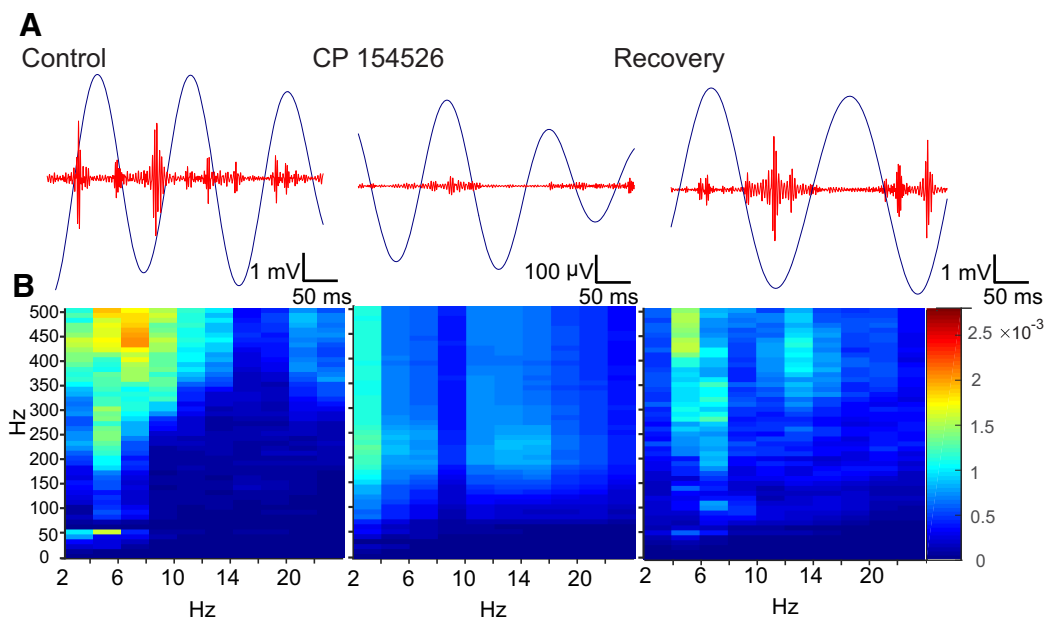 A
Control
CP 154526
Recovery
1 mV
50 ms
100 µV
50 ms
1 mV
50 ms
B
500
450
400
350
300
250
200
150
100
50
0
Hz
2 6 10 14 20
Hz
2 6 10 14 20
Hz
2 6 10 14 20
Hz
2.5 ×10⁻³
2
1.5
1
0.5
0